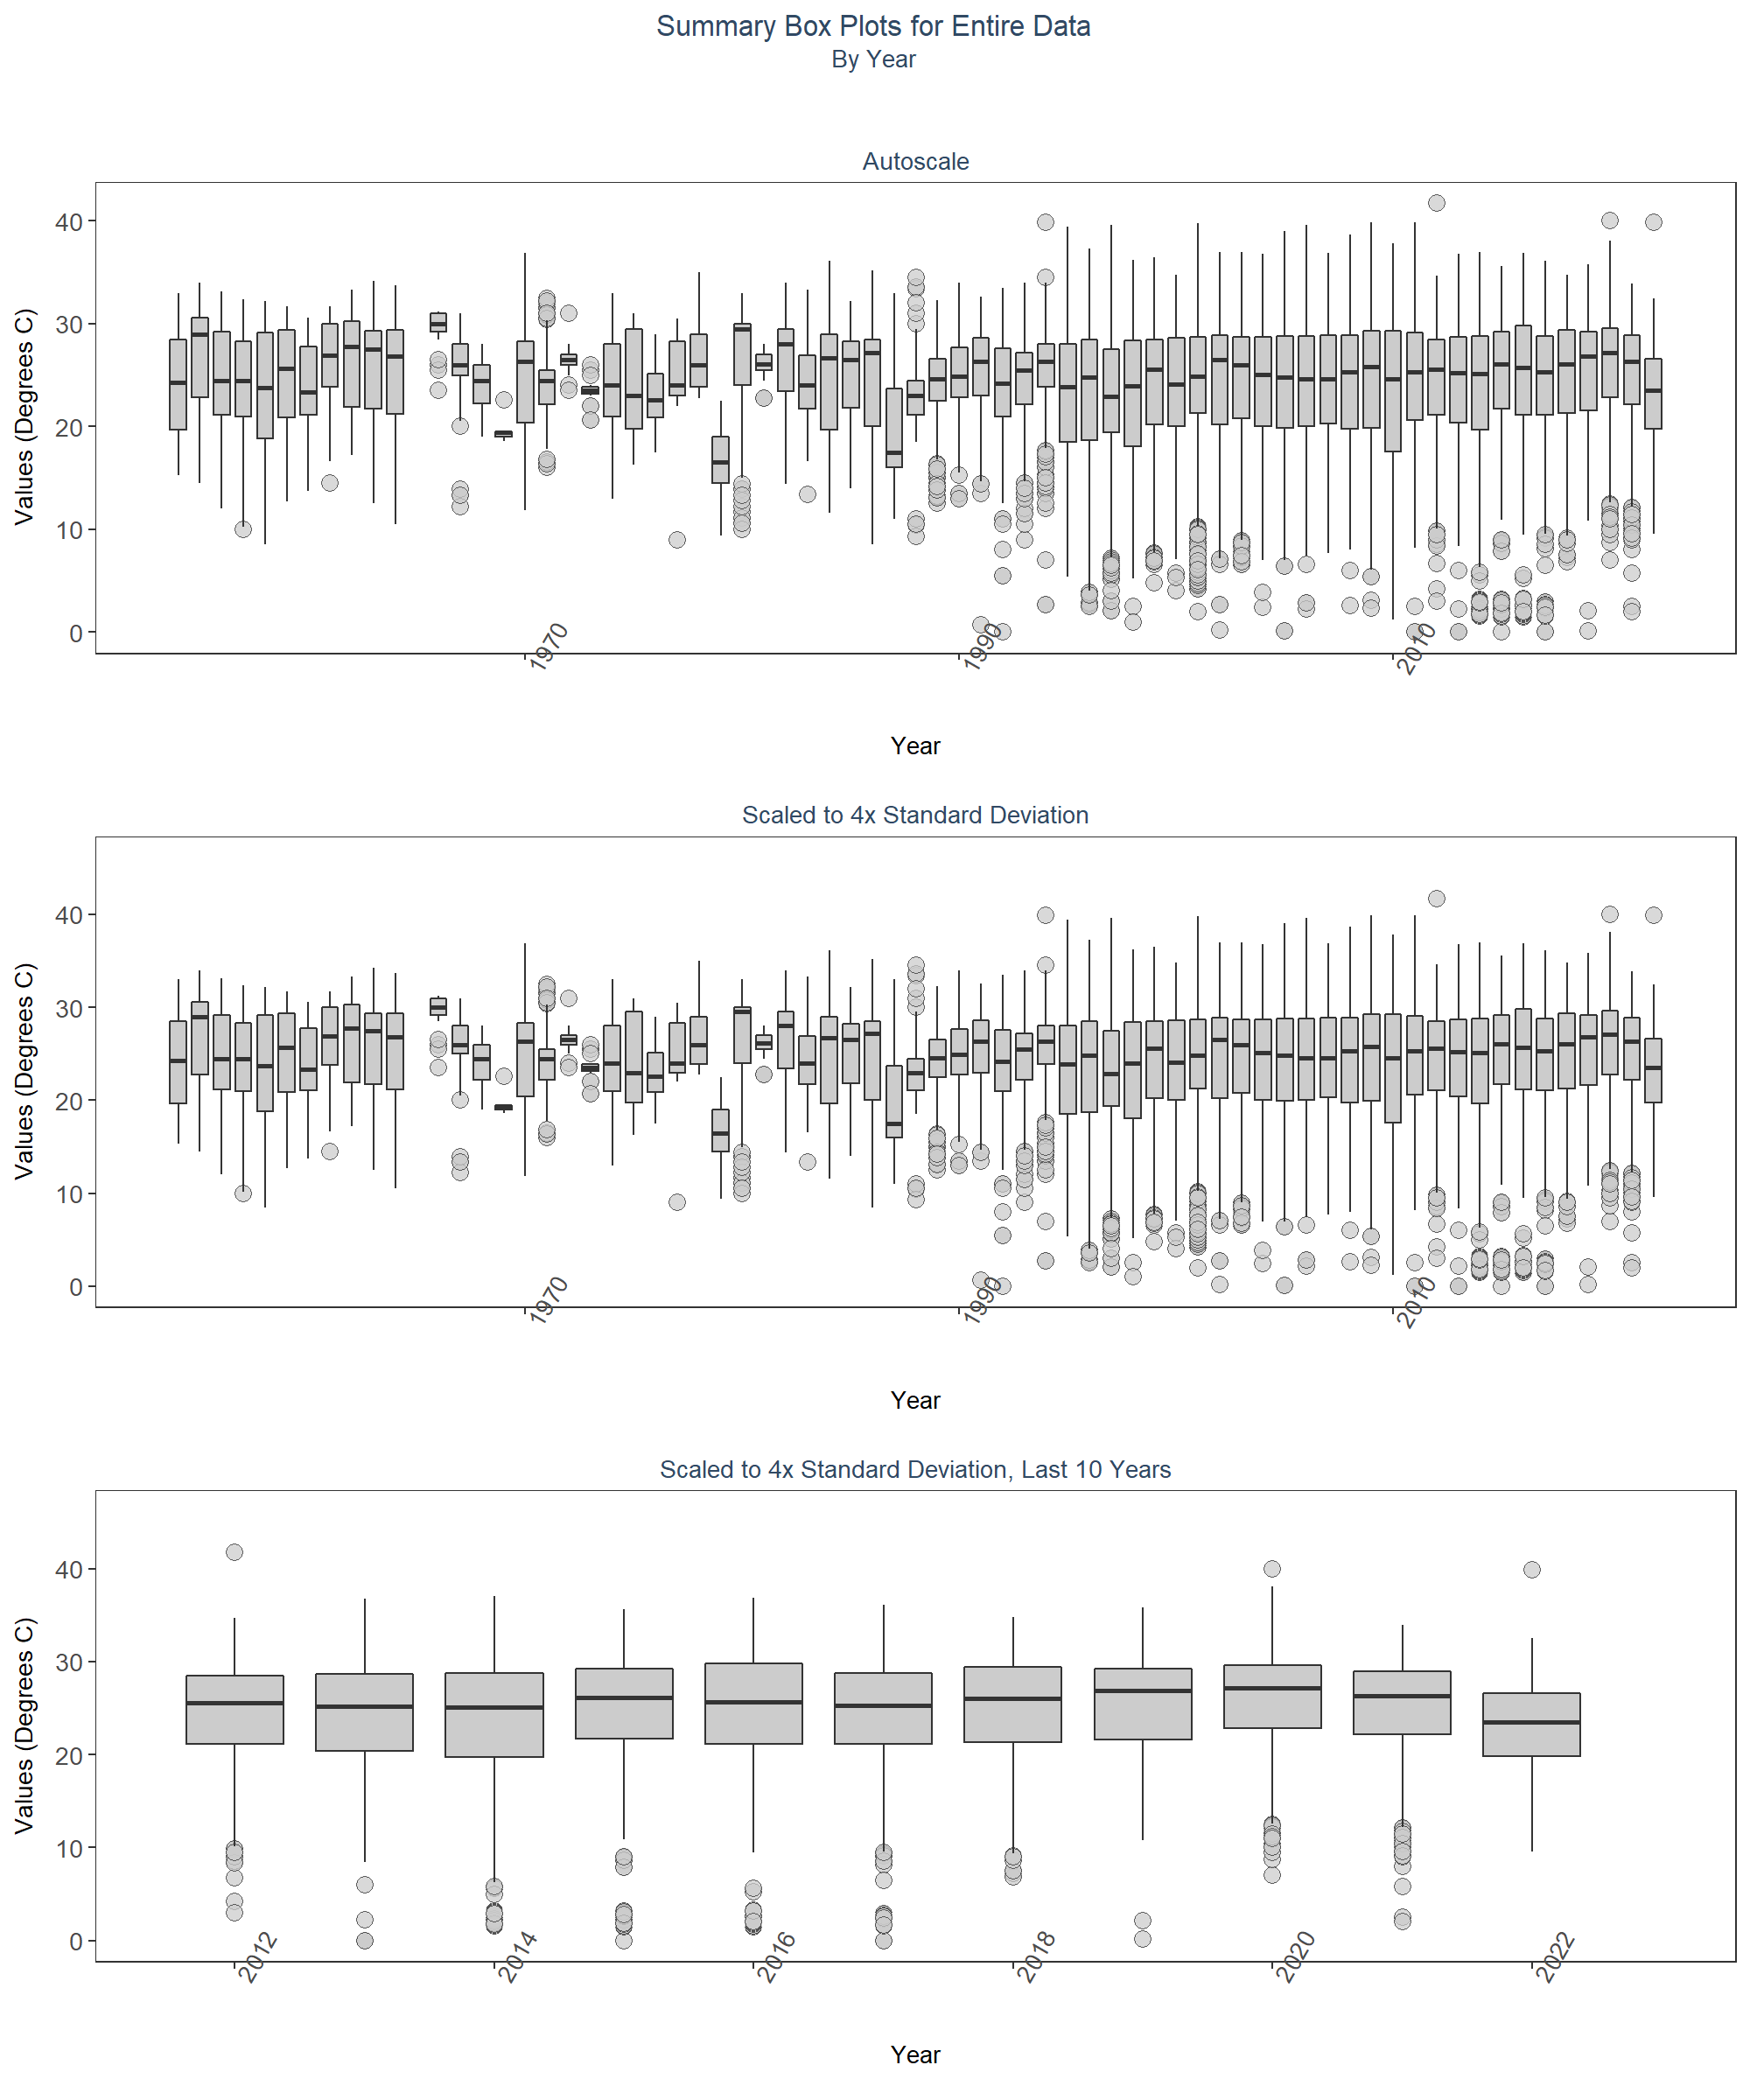 Summary Box Plots for Entire Data
By Year
Autoscale
Values (Degrees C)
40
30
20
10
0
1970
1990
2010
Year
Scaled to 4x Standard Deviation
Values (Degrees C)
40
30
20
10
0
1970
1990
2010
Year
Scaled to 4x Standard Deviation, Last 10 Years
Values (Degrees C)
40
30
20
10
0
2012
2014
2016
2018
2020
2022
Year